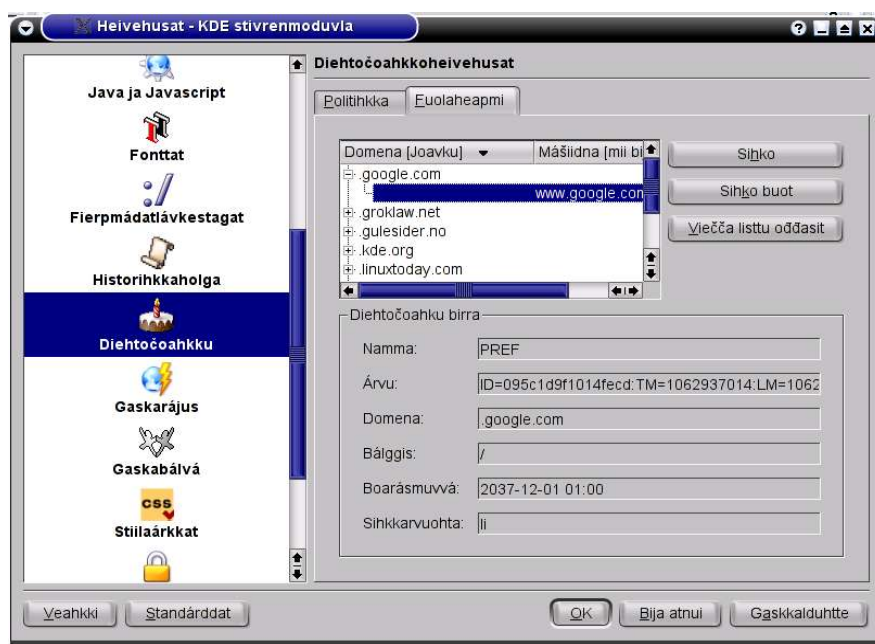 Heivehusat - KDE stivrenmoduvla
Java ja Javascript
Fonttat
Fierpmádatlávkestagat
Historihkkaholga
Diehtočoahkku
Gaskarájus
Gaskabálvá
css
Stiilaárkkat
Diehtočoahkkoheivehusat
Politihkka
Euolaheapmi
Domena [Joavku]
Mášiidna [mii bi
.google.com
www.google.con
.groklaw.net
.gulesider.no
.kde.org
.linuxtoday.com
Sihko
Sihko buot
Viečča listtu ođđasit
Diehtočoahku birra
Namma: PREF
Árvu: ID=095c1d9f1014fecd:TM=1062937014:LM=1062
Domena: .google.com
Bálggis: /
Boarásmuvvá: 2037-12-01 01:00
Sihkkarvuohta: Ii
Veahkki
Standárddat
OK
Bija atnui
Gaskkalduhtte